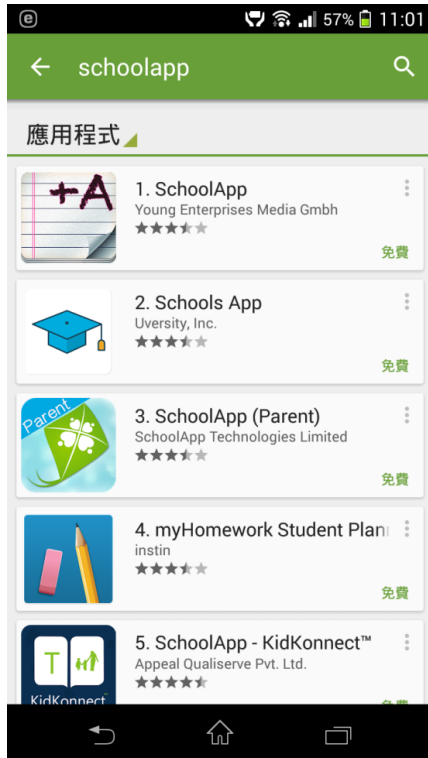 57% 11:01
schoolapp
應用程式
+A
1. SchoolApp
Young Enterprises Media Gmbh
免費
2. Schools App
Uversity, Inc.
免費
Parent
3. SchoolApp (Parent)
SchoolApp Technologies Limited
免費
4. myHomework Student Plan
instin
免費
T
5. SchoolApp - KidKonnect™
Appeal Qualiserve Pvt. Ltd.
KidKonnect
免費